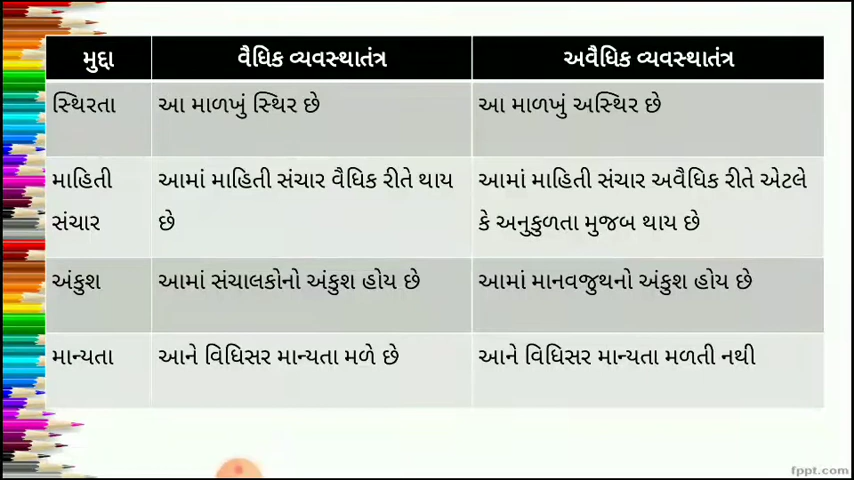 મુદ્દા વૈધિક વ્યવસ્થાતંત્ર અવૈધિક વ્યવસ્થાતંત્ર
સ્થિરતા આ માળખું સ્થિર છે આ માળખું અસ્થિર છે
માહિતી આમાં માહિતી સંચાર વૈધિક રીતે થાય આમાં માહિતી સંચાર અવૈધિક રીતે એટલે
સંચાર છે કે અનુકુળતા મુજબ થાય છે
અંકુશ આમાં સંચાલકોનો અંકુશ હોય છે આમાં માનવજુથનો અંકુશ હોય છે
માન્યતા આને વિધિસર માન્યતા મળે છે આને વિધિસર માન્યતા મળતી નથી
fppt.com